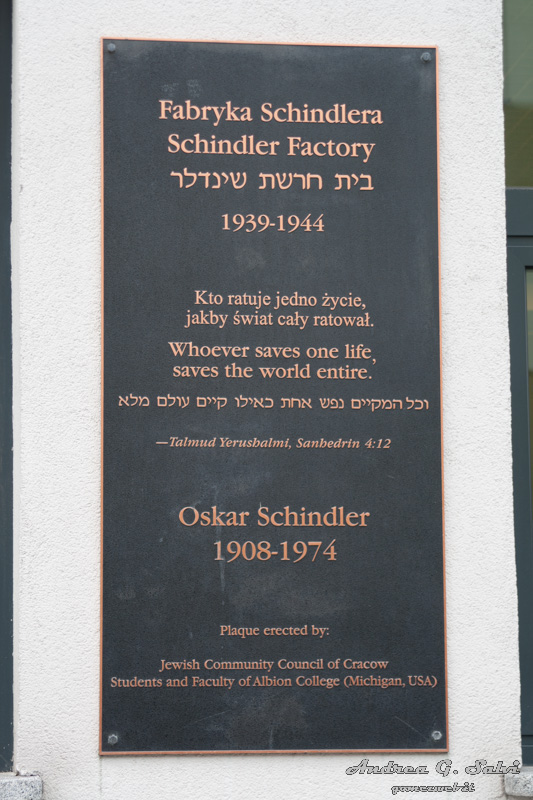 Fabryka Schindlera
Schindler Factory
בית חרשת שינדלר
1939-1944
Kto ratuje jedno życie,
jakby świat cały ratował.
Whoever saves one life,
saves the world entire.
וכל.המקיים נפש אחת כאילו קיים עולם מלא
—Talmud Yerushalmi, Sanhedrin 4:12
Oskar Schindler
1908-1974
Plaque erected by:
Jewish Community Council of Cracow
Students and Faculty of Albion College (Michigan, USA)
Andrea G. Salvi
gomezweb.it